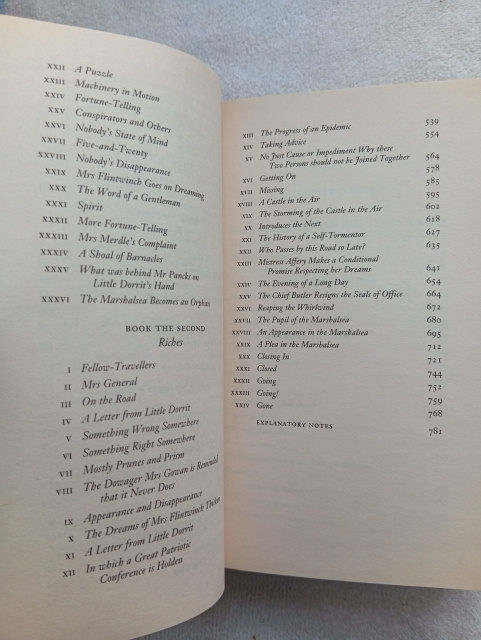 XXII A Puzzle
XXIII Machinery in Motion
XXIV Fortune-Telling
XXV Conspirators and Others
XXVI Nobody's State of Mind
XXVII Five-and-Twenty
XXVIII Nobody's Disappearance
XXIX Mrs Flintwinch Goes on Dreaming
XXX The Word of a Gentleman
XXXI Spirit
XXXII More Fortune-Telling
XXXIII Mrs Merdle's Complaint
XXXIV A Shoal of Barnacles
XXXV What was behind Mr Pancks on
Little Dorrit's Hand
XXXVI The Marshalsea Becomes an Orphan
BOOK THE SECOND
Riches
I Fellow-Travellers
II Mrs General
III On the Road
IV A Letter from Little Dorrit
V Something Wrong Somewhere
VI Something Right Somewhere
VII Mostly Prunes and Prism
VIII The Dowager Mrs Gowan is Reminded
that it Never Does
IX Appearance and Disappearance
X The Dreams of Mrs Flintwinch Thicken
XI A Letter from Little Dorrit
XII In which a Great Patriotic
Conference is Holden
XIII The Progress of an Epidemic 539
XIV Taking Advice 554
XV No Just Cause or Impediment Why these
Two Persons should not be Joined Together 564
XVI Getting On 578
XVII Missing 585
XVIII A Castle in the Air 595
XIX The Storming of the Castle in the Air 602
XX Introduces the Next 618
XXI The History of a Self-Tormentor 627
XXII Who Passes by this Road so Late? 635
XXIII Mistress Affery Makes a Conditional
Promise Respecting her Dreams 641
XXIV The Evening of a Long Day 654
XXV The Chief Butler Resigns the Seals of Office 664
XXVI Reaping the Whirlwind 672
XXVII The Pupil of the Marshalsea 680
XXVIII An Appearance in the Marshalsea 695
XXIX A Plea in the Marshalsea 712
XXX Closing In 721
XXXI Closed 744
XXXII Going 752
XXXIII Going! 759
XXXIV Gone 768
EXPLANATORY NOTES 781